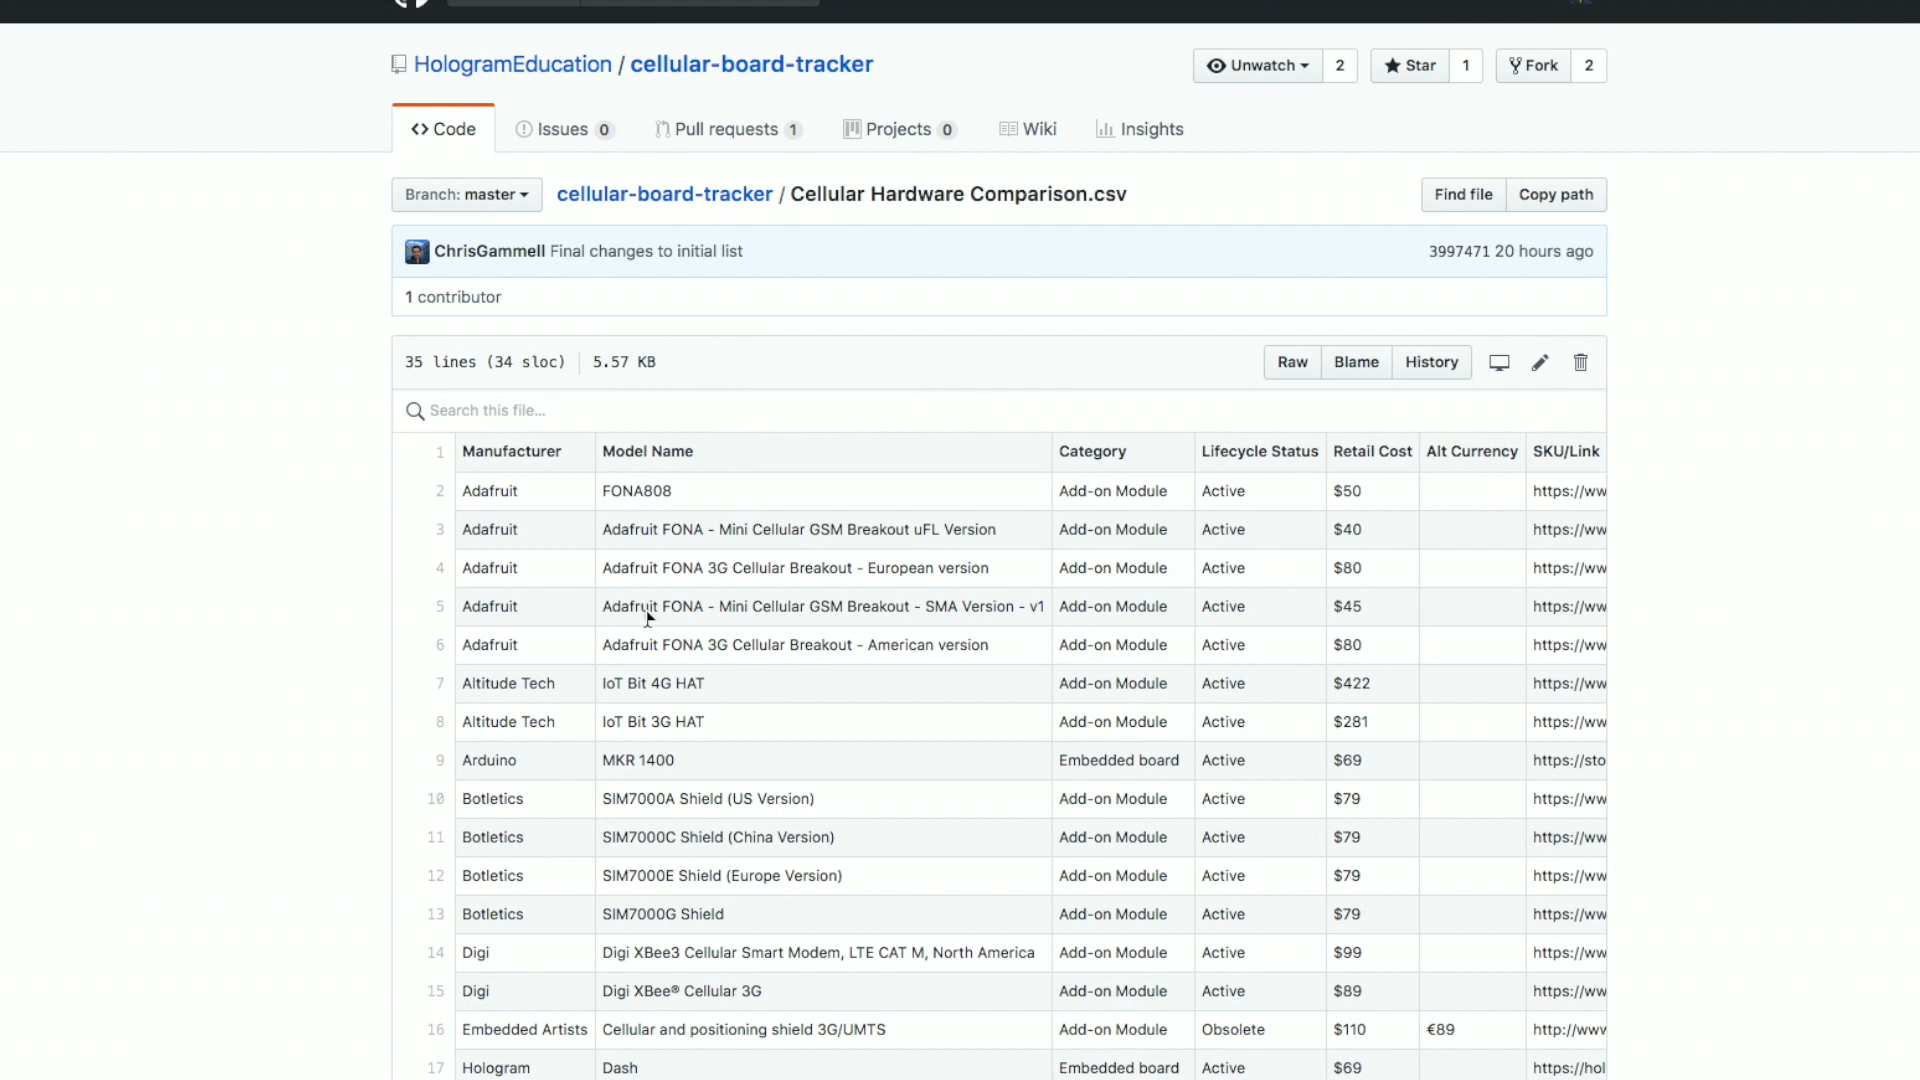 HologramEducation / cellular-board-tracker
Unwatch 2 Star 1 Fork 2
Code Issues 0 Pull requests 1 Projects 0 Wiki Insights
Branch: master cellular-board-tracker / Cellular Hardware Comparison.csv Find file Copy path
ChrisGammell Final changes to initial list 3997471 20 hours ago
1 contributor
35 lines (34 sloc) 5.57 KB Raw Blame History
Search this file...
1 Manufacturer Model Name Category Lifecycle Status Retail Cost Alt Currency SKU/Link
2 Adafruit FONA808 Add-on Module Active $50 https://ww
3 Adafruit Adafruit FONA - Mini Cellular GSM Breakout uFL Version Add-on Module Active $40 https://ww
4 Adafruit Adafruit FONA 3G Cellular Breakout - European version Add-on Module Active $80 https://ww
5 Adafruit Adafruit FONA - Mini Cellular GSM Breakout - SMA Version - v1 Add-on Module Active $45 https://ww
6 Adafruit Adafruit FONA 3G Cellular Breakout - American version Add-on Module Active $80 https://ww
7 Altitude Tech IoT Bit 4G HAT Add-on Module Active $422 https://ww
8 Altitude Tech IoT Bit 3G HAT Add-on Module Active $281 https://ww
9 Arduino MKR 1400 Embedded board Active $69 https://sto
10 Botletics SIM7000A Shield (US Version) Add-on Module Active $79 https://ww
11 Botletics SIM7000C Shield (China Version) Add-on Module Active $79 https://ww
12 Botletics SIM7000E Shield (Europe Version) Add-on Module Active $79 https://ww
13 Botletics SIM7000G Shield Add-on Module Active $79 https://ww
14 Digi Digi XBee3 Cellular Smart Modem, LTE CAT M, North America Add-on Module Active $99 https://ww
15 Digi Digi XBee® Cellular 3G Add-on Module Active $89 https://ww
16 Embedded Artists Cellular and positioning shield 3G/UMTS Add-on Module Obsolete $110 €89 http://www
17 Hologram Dash Embedded board Active $69 https://hol